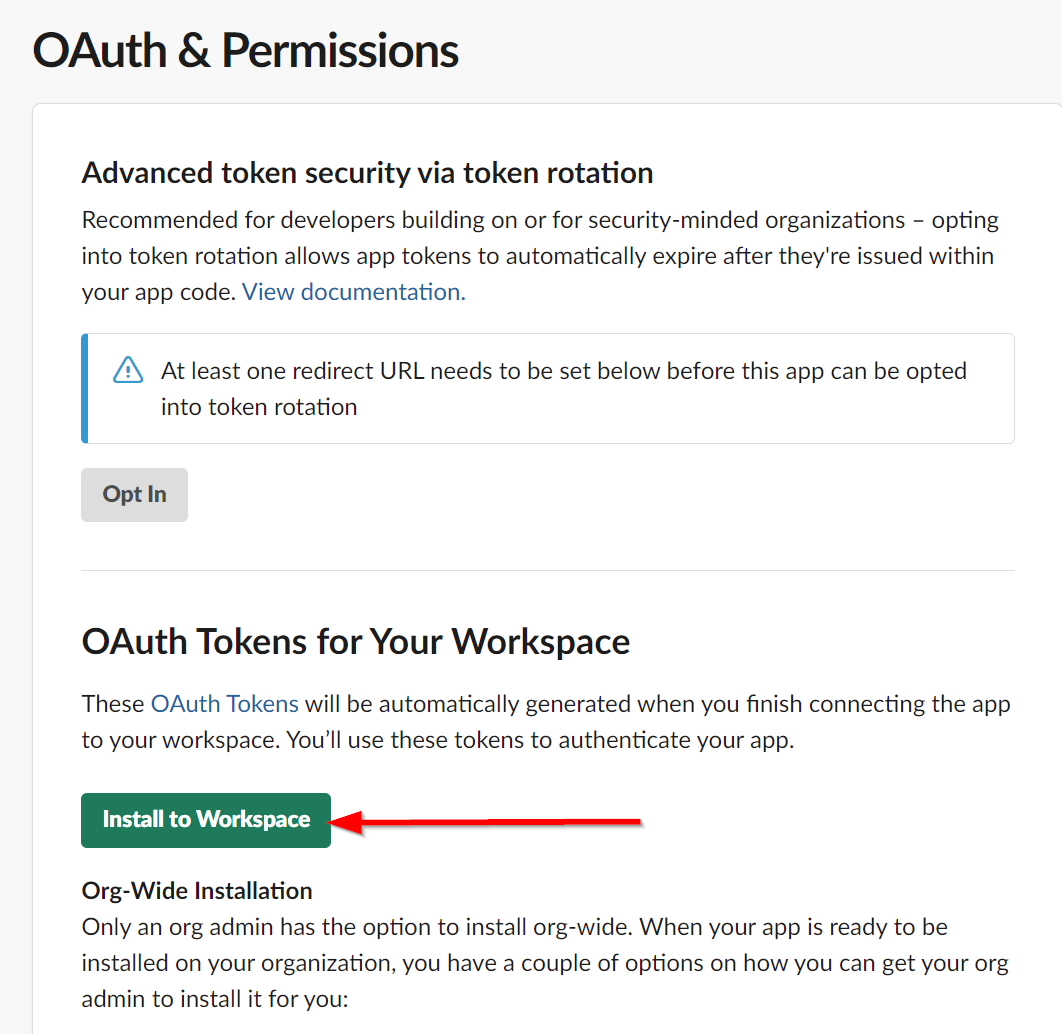 OAuth & Permissions
Advanced token security via token rotation
Recommended for developers building on or for security-minded organizations – opting
into token rotation allows app tokens to automatically expire after they're issued within
your app code. View documentation.
At least one redirect URL needs to be set below before this app can be opted
into token rotation
Opt In
OAuth Tokens for Your Workspace
These OAuth Tokens will be automatically generated when you finish connecting the app
to your workspace. You’ll use these tokens to authenticate your app.
Install to Workspace
Org-Wide Installation
Only an org admin has the option to install org-wide. When your app is ready to be
installed on your organization, you have a couple of options on how you can get your org
admin to install it for you: